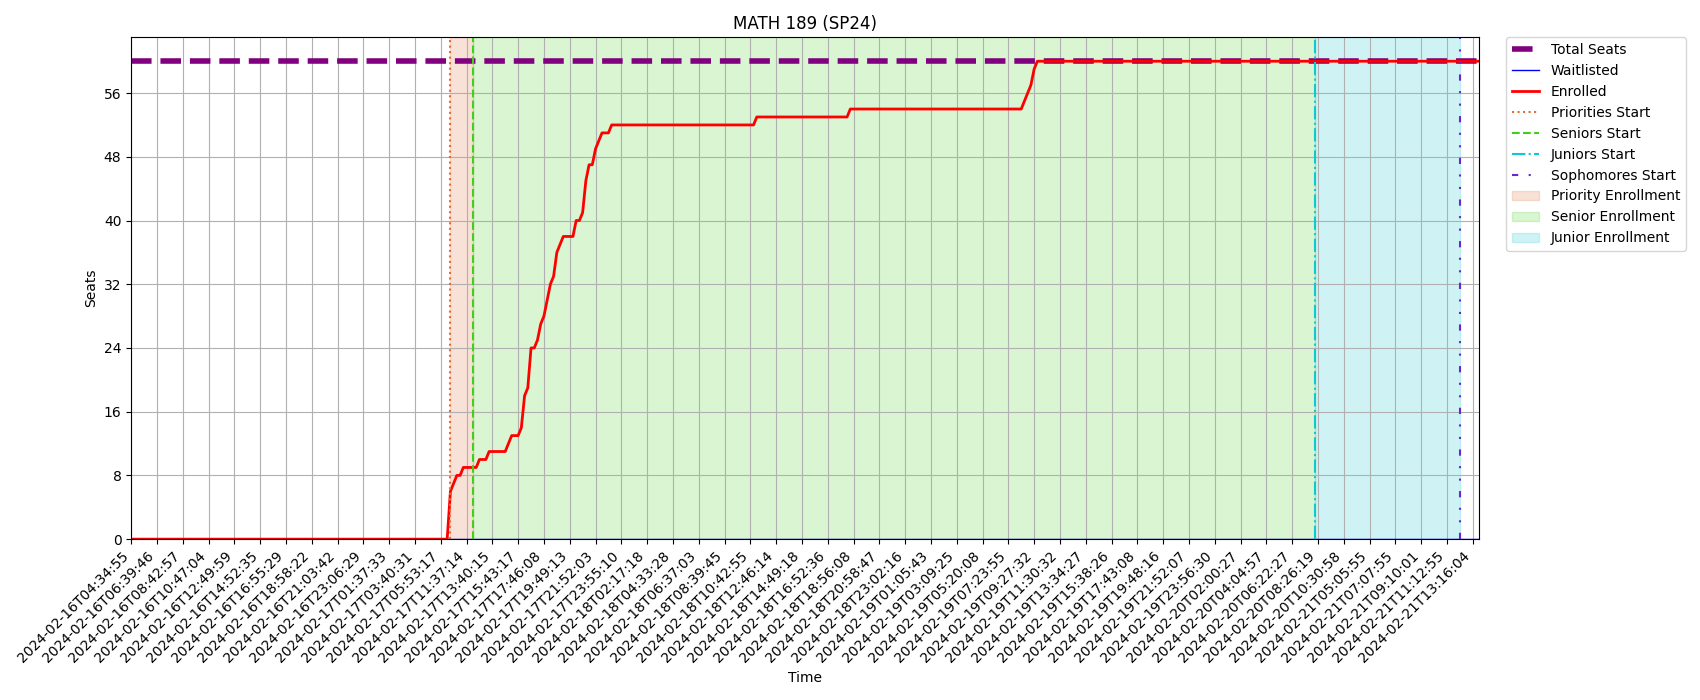 MATH 189 (SP24)
Total Seats
Waitlisted
Enrolled
Priorities Start
Seniors Start
Juniors Start
Sophomores Start
Priority Enrollment
Senior Enrollment
Junior Enrollment
Seats
56
48
40
32
24
16
8
0
2024-02-16T04:34:55
2024-02-16T06:39:46
2024-02-16T08:42:57
2024-02-16T10:47:04
2024-02-16T12:49:59
2024-02-16T14:52:35
2024-02-16T16:55:29
2024-02-16T18:58:22
2024-02-16T21:03:42
2024-02-16T23:06:29
2024-02-17T01:37:33
2024-02-17T03:40:31
2024-02-17T05:53:17
2024-02-17T11:37:14
2024-02-17T13:40:15
2024-02-17T15:43:17
2024-02-17T17:46:08
2024-02-17T19:49:13
2024-02-17T21:52:03
2024-02-17T23:55:10
2024-02-18T02:17:18
2024-02-18T04:33:28
2024-02-18T06:37:03
2024-02-18T08:39:45
2024-02-18T10:42:55
2024-02-18T12:46:14
2024-02-18T14:49:18
2024-02-18T16:52:36
2024-02-18T18:56:08
2024-02-18T20:58:47
2024-02-18T23:02:16
2024-02-19T01:05:43
2024-02-19T03:09:25
2024-02-19T05:20:08
2024-02-19T07:23:55
2024-02-19T09:27:32
2024-02-19T11:30:32
2024-02-19T13:34:27
2024-02-19T15:38:26
2024-02-19T17:43:08
2024-02-19T19:48:16
2024-02-19T21:52:07
2024-02-19T23:56:30
2024-02-20T02:00:27
2024-02-20T04:04:57
2024-02-20T06:22:27
2024-02-20T08:26:19
2024-02-20T10:30:58
2024-02-21T05:05:55
2024-02-21T07:07:55
2024-02-21T09:10:01
2024-02-21T11:12:55
2024-02-21T13:16:04
Time